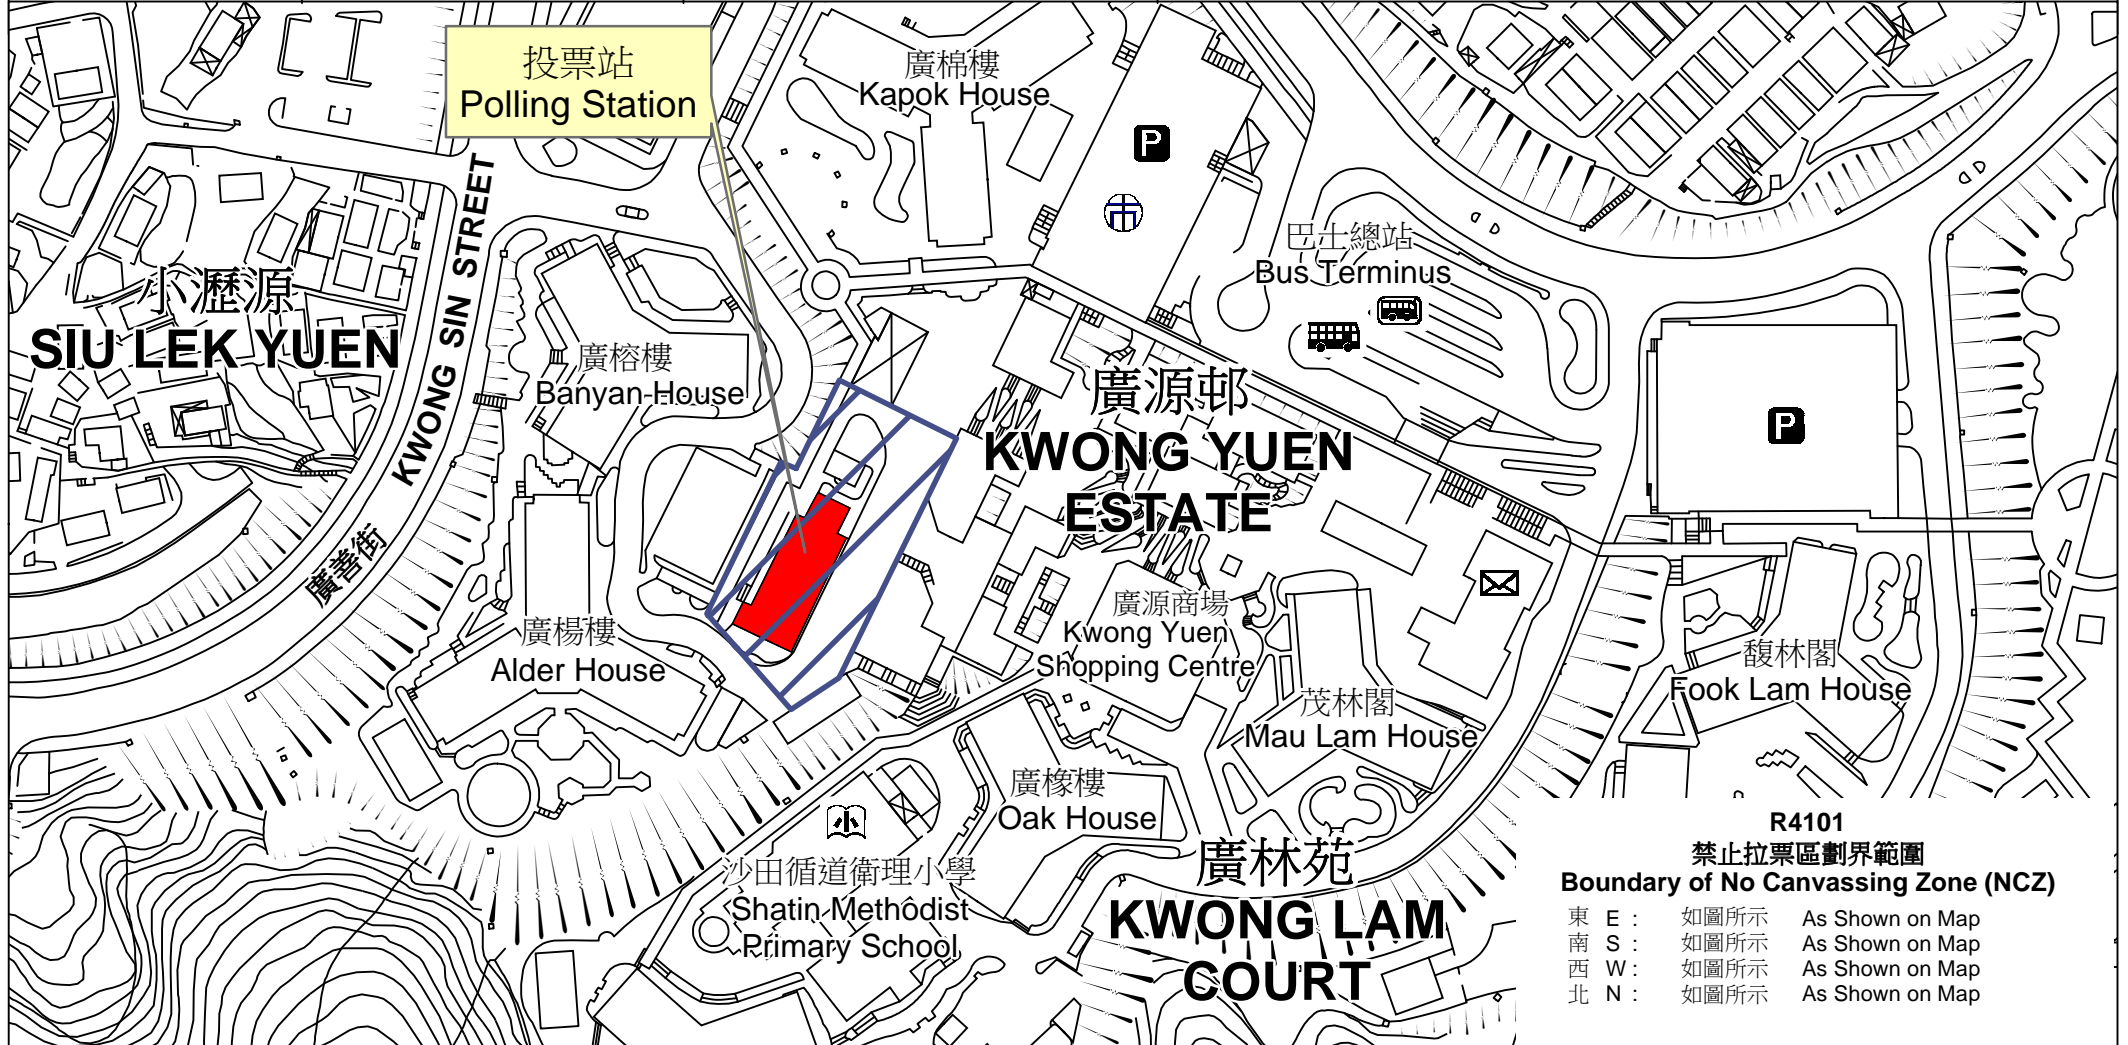 投票站
Polling Station
廣棉樓
Kapok House
P
巴士總站
Bus Terminus
小瀝源
SIU LEK YUEN
KWONG SIN STREET
廣善街
廣榕樓
Banyan House
廣源邨
KWONG YUEN
ESTATE
P
廣楊樓
Alder House
廣源商場
Kwong Yuen
Shopping Centre
茂林閣
Mau Lam House
馥林閣
Fook Lam House
廣橡樓
Oak House
小
沙田循道衛理小學
Shatin Methodist
Primary School
廣林苑
KWONG LAM
COURT
R4101
禁止拉票區劃界範圍
Boundary of No Canvassing Zone (NCZ)
東 E : 如圖所示 As Shown on Map
南 S : 如圖所示 As Shown on Map
西 W : 如圖所示 As Shown on Map
北 N : 如圖所示 As Shown on Map